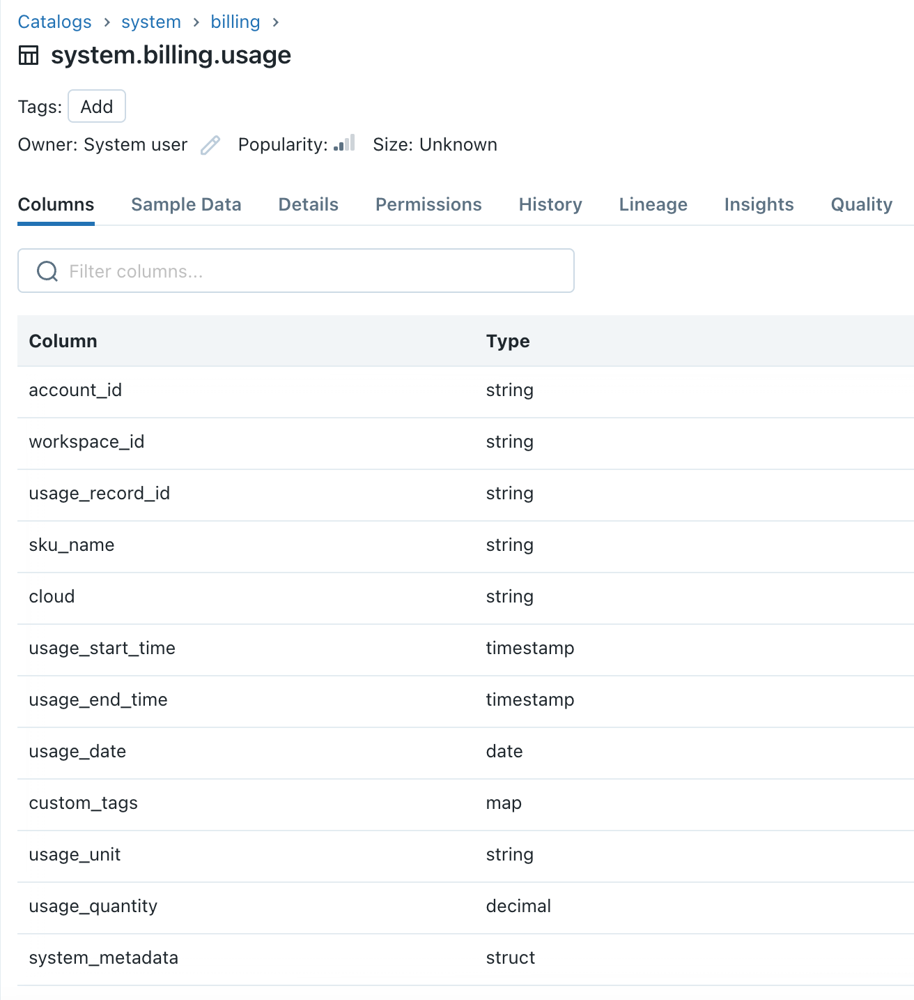 Catalogs > system > billing >
system.billing.usage
Tags: Add
Owner: System user Popularity: Size: Unknown
Columns Sample Data Details Permissions History Lineage Insights Quality
Filter columns...
Column Type
account_id string
workspace_id string
usage_record_id string
sku_name string
cloud string
usage_start_time timestamp
usage_end_time timestamp
usage_date date
custom_tags map
usage_unit string
usage_quantity decimal
system_metadata struct